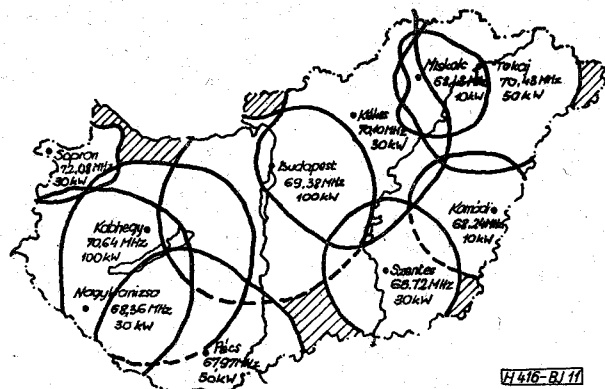 Miskolc
68,48 MHz
10 kW
Tokaj
70,48 MHz
50 kW
Kékes
70,10 MHz
30 kW
Sopron
72,08 MHz
30 kW
Budapest
69,38 MHz
100 kW
Kabhegy
70,64 MHz
100 kW
Komádi
68.24 MHz
10 kW
Szentes
68.72 MHz
30 kW
Nagykanizsa
68,36 MHz
30 kW
Pécs
67,97 MHz
50 kW
H 416-BJ 11